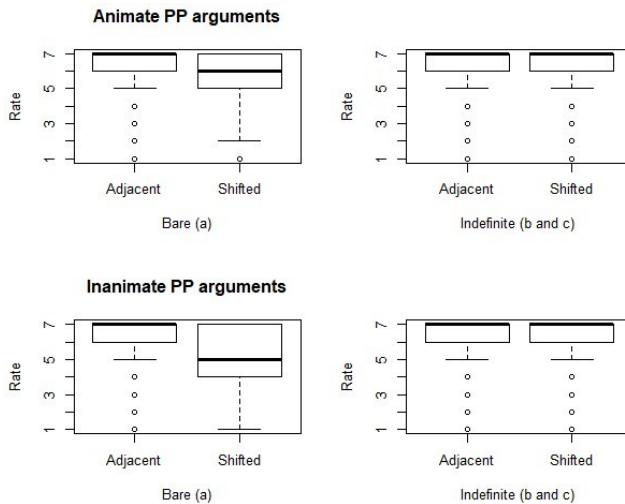 Animate PP arguments
Rate
7
5
3
1
Adjacent Shifted
Bare (a)
Rate
7
5
3
1
Adjacent Shifted
Indefinite (b and c)
Inanimate PP arguments
Rate
7
5
3
1
Adjacent Shifted
Bare (a)
Rate
7
5
3
1
Adjacent Shifted
Indefinite (b and c)